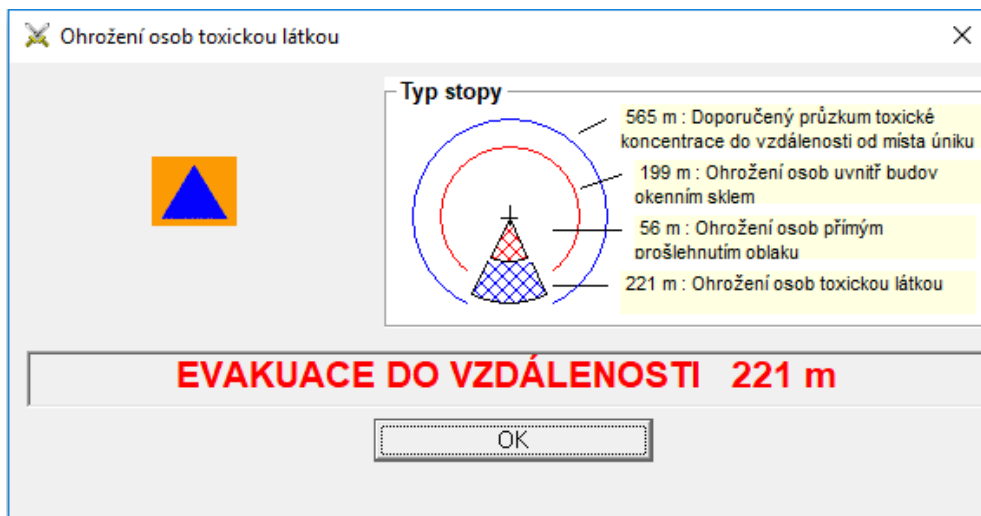 Ohrožení osob toxickou látkou
Typ stopy
565 m : Doporučený průzkum toxické
koncentrace do vzdálenosti od místa úniku
199 m : Ohrožení osob uvnitř budov
okenním sklem
56 m : Ohrožení osob přímým
prošlehnutím oblaku
221 m : Ohrožení osob toxickou látkou
EVAKUACE DO VZDÁLENOSTI 221 m
OK